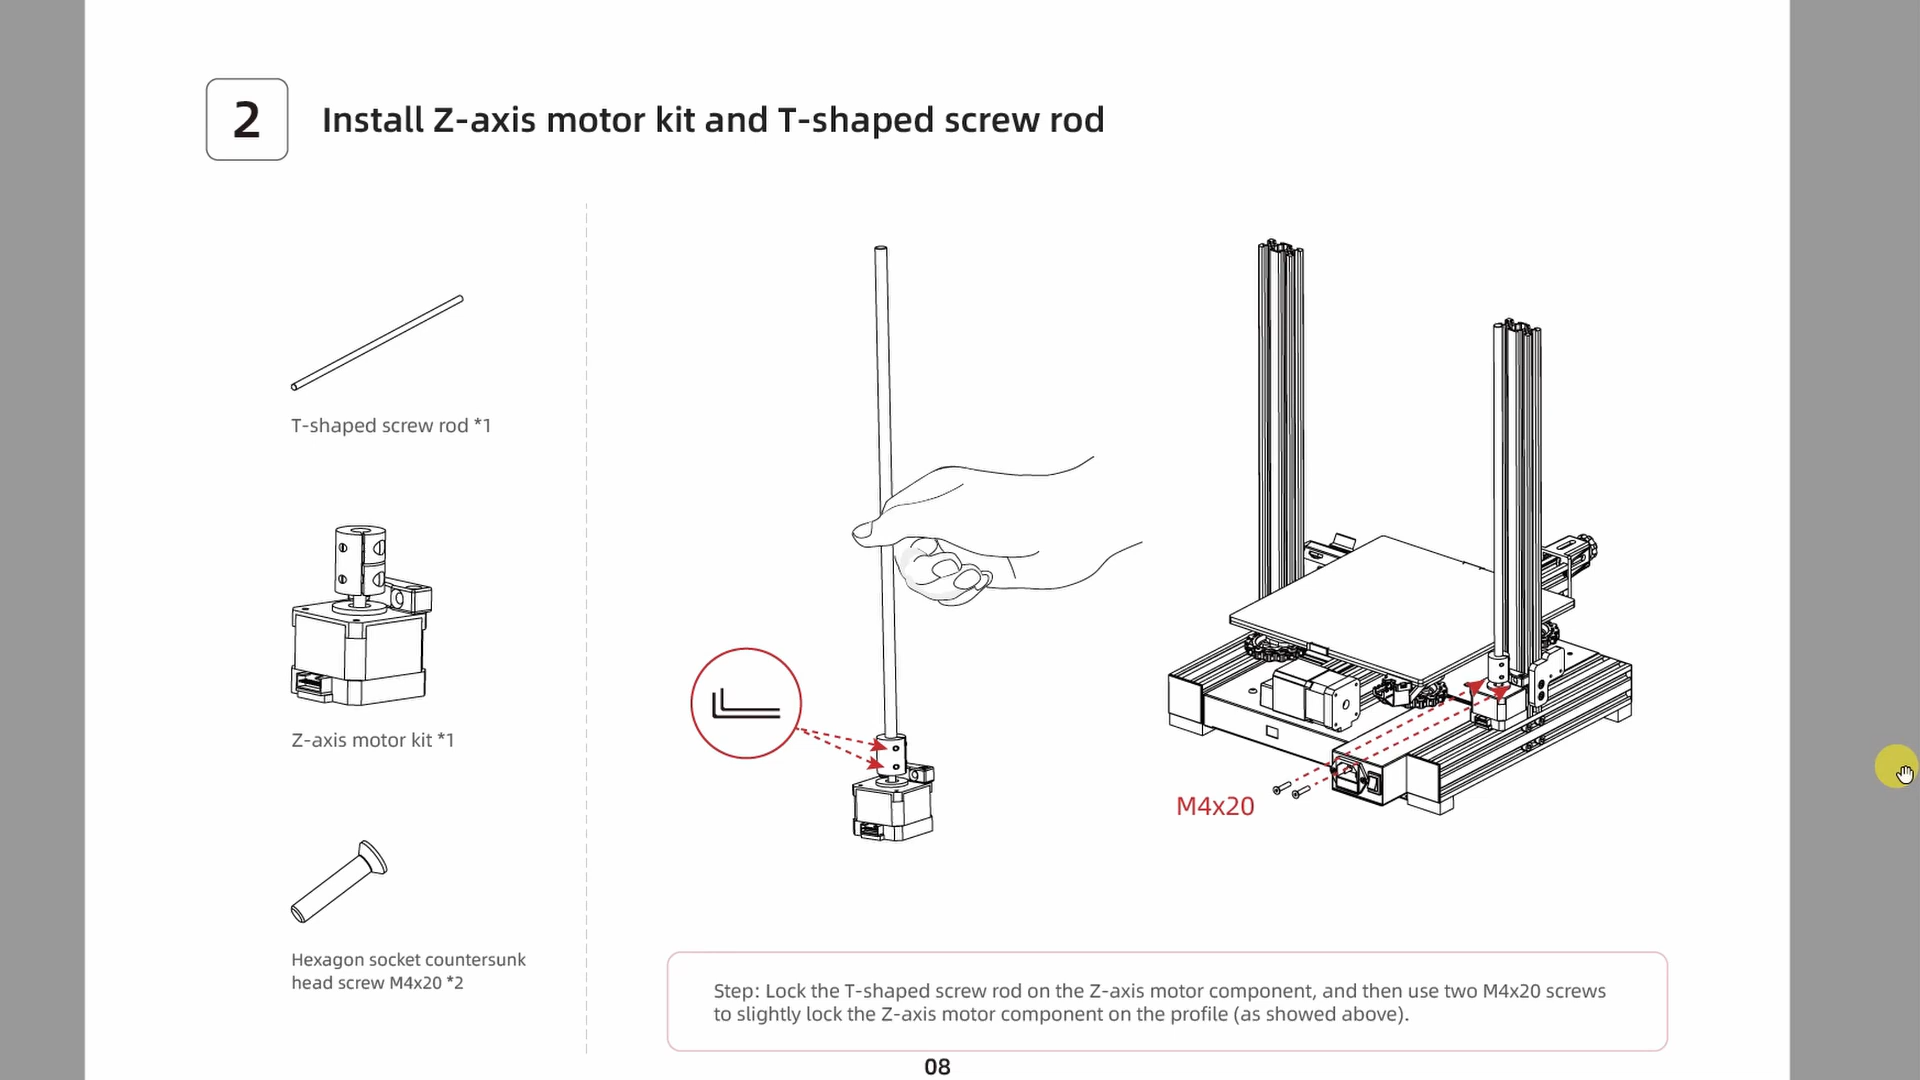 2
Install Z-axis motor kit and T-shaped screw rod
T-shaped screw rod *1
Z-axis motor kit *1
Hexagon socket countersunk
head screw M4x20 *2
M4x20
Step: Lock the T-shaped screw rod on the Z-axis motor component, and then use two M4x20 screws
to slightly lock the Z-axis motor component on the profile (as showed above).
08